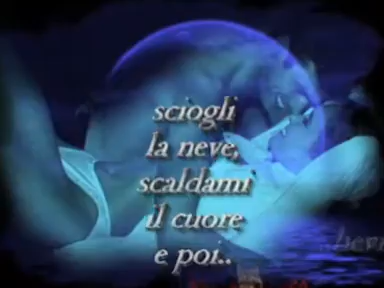 sciogli
la neve,
scaldami
il cuore
e poi..